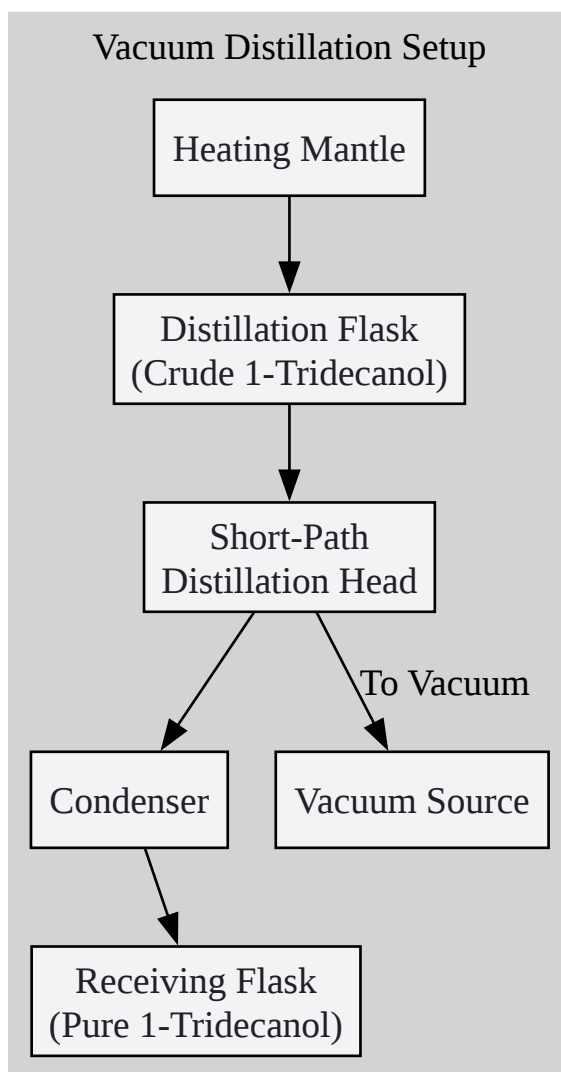 Vacuum Distillation Setup
Heating Mantle
Distillation Flask
(Crude 1-Tridecanol)
Short-Path
Distillation Head
To Vacuum
Condenser
Vacuum Source
Receiving Flask
(Pure 1-Tridecanol)